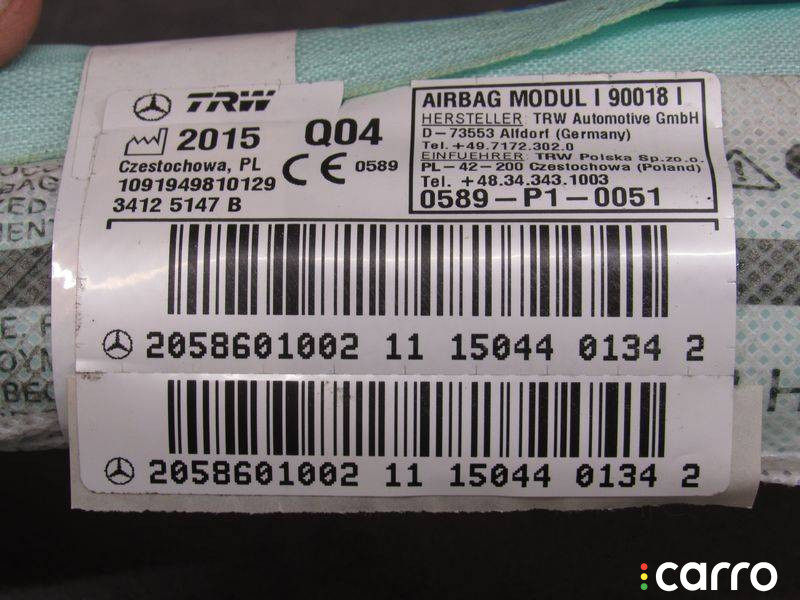 TRW
2015 Q04
Czestochowa, PL
CE 0589
1091949810129
3412 5147 B
AIRBAG MODUL I 90018 I
HERSTELLER: TRW Automotive GmbH
D-73553 Alfdorf (Germany)
Tel. +49.7172.302.0
EINFUEHRER: TRW Polska Sp.zo.o.
PL-42-200 Czestochowa (Poland)
Tel. +48.34.343.1003
0589-P1-0051
2058601002 11 15044 0134 2
2058601002 11 15044 0134 2
carro